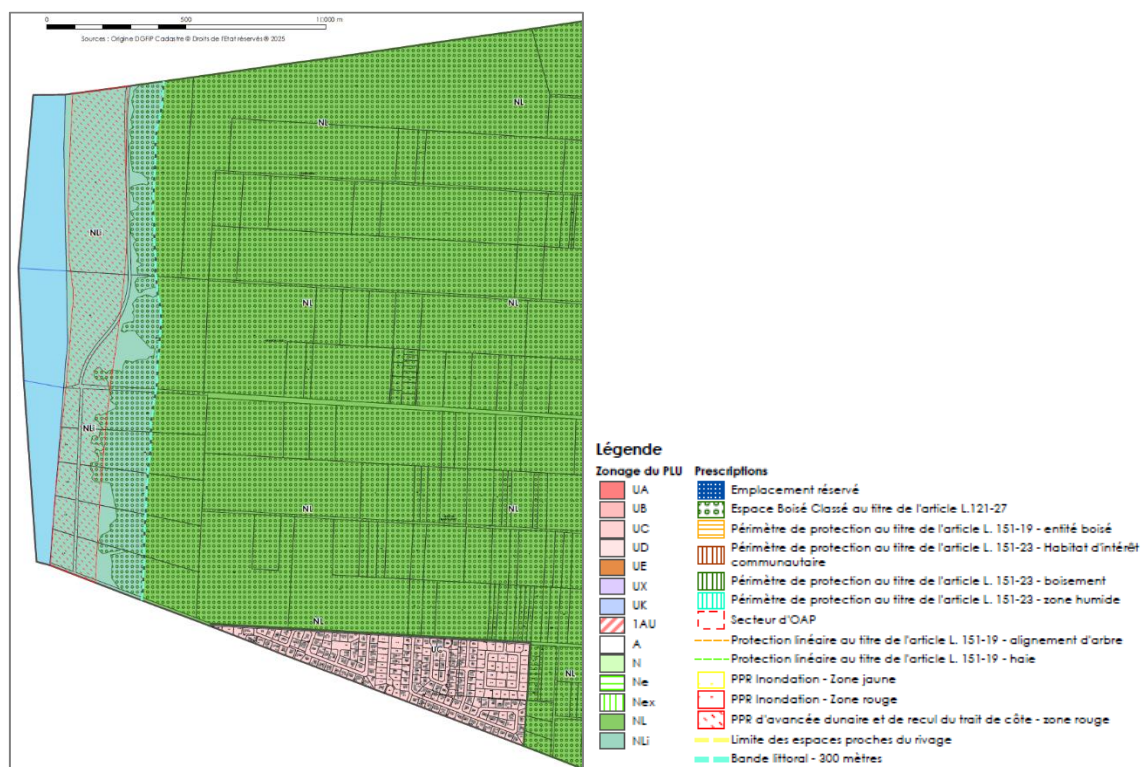 0 500 1000 m
Sources : Origine DGFiP Cadastre © Droits de l'Etat réservés ® 2025
NL
NL
NLi
NL
NL
NLi
NL
NL
NL
UC
NL
Légende
Zonage du PLU
UA
UB
UC
UD
UE
UX
UK
1AU
A
N
Ne
Nex
NL
NLi
Prescriptions
Emplacement réservé
Espace Boisé Classé au titre de l'article L.121-27
Périmètre de protection au titre de l'article L. 151-19 - entité boisé
Périmètre de protection au titre de l'article L. 151-23 - Habitat d'intérêt
communautaire
Périmètre de protection au titre de l'article L. 151-23 - boisement
Périmètre de protection au titre de l'article L. 151-23 - zone humide
Secteur d'OAP
Protection linéaire au titre de l'article L. 151-19 - alignement d'arbre
Protection linéaire au titre de l'article L. 151-19 - haie
PPR Inondation - Zone jaune
PPR Inondation - Zone rouge
PPR d'avancée dunaire et de recul du trait de côte - zone rouge
Limite des espaces proches du rivage
Bande littoral - 300 mètres